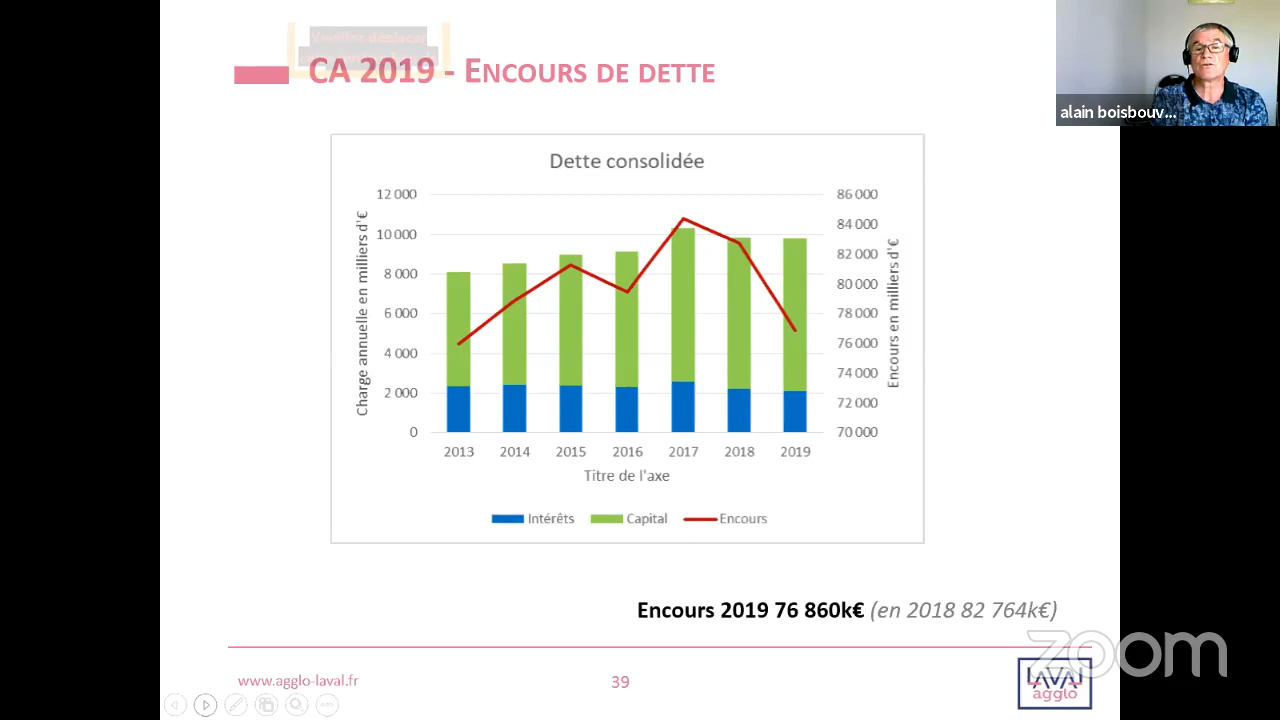 CA 2019 - ENCOURS DE DETTE
alain boisbouv...
Dette consolidée
Charge annuelle en milliers d'€
12 000
10 000
8 000
6 000
4 000
2 000
0
86 000
84 000
82 000
80 000
78 000
76 000
74 000
72 000
70 000
Encours en milliers d'€
2013 2014 2015 2016 2017 2018 2019
Titre de l'axe
Intérêts Capital Encours
Encours 2019 76 860k€ (en 2018 82 764k€)
zoom
www.agglo-laval.fr
39
LAVAL
agglo